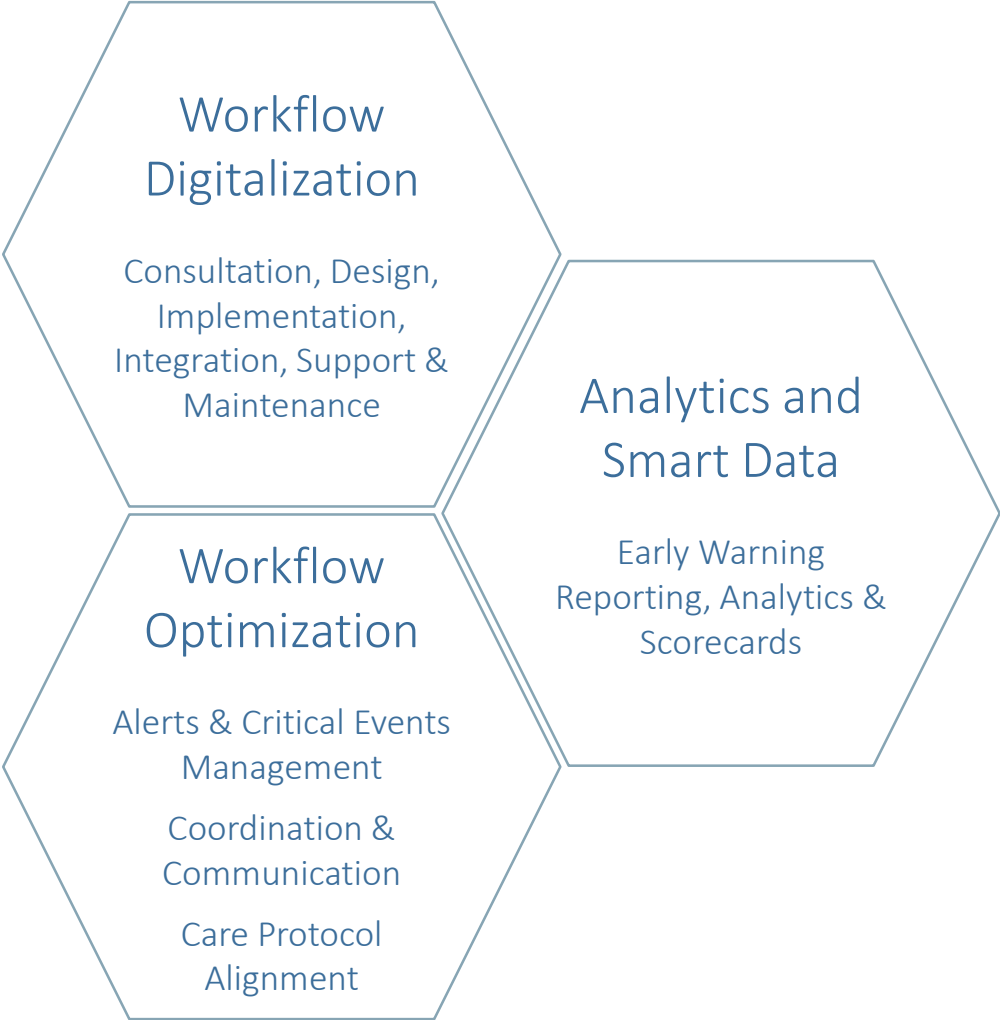 Workflow
Digitalization
Consultation, Design,
Implementation,
Integration, Support &
Maintenance
Analytics and
Smart Data
Early Warning
Reporting, Analytics &
Scorecards
Workflow
Optimization
Alerts & Critical Events
Management
Coordination &
Communication
Care Protocol
Alignment